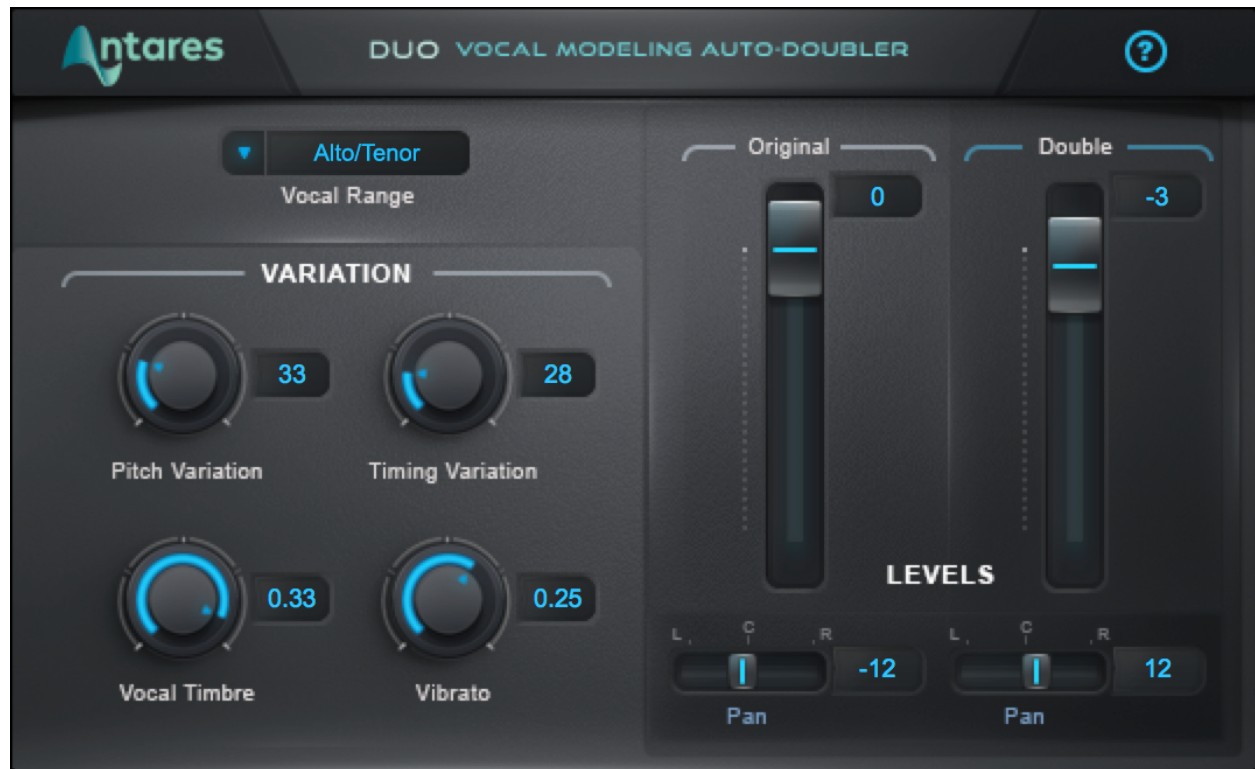 Antares
DUO VOCAL MODELING AUTO-DOUBLER
?
Alto/Tenor
Vocal Range
VARIATION
33
28
Pitch Variation
Timing Variation
0.33
0.25
Vocal Timbre
Vibrato
Original
Double
0
-3
LEVELS
L C R
L C R
-12
12
Pan
Pan